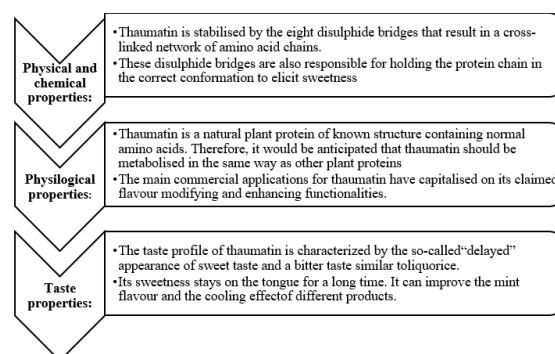 •Thaumatin is stabilised by the eight disulphide bridges that result in a cross-
linked network of amino acid chains.
•These disulphide bridges are also responsible for holding the protein chain in
the correct conformation to elicit sweetness
Physical and
chemical
properties:
•Thaumatin is a natural plant protein of known structure containing normal
amino acids. Therefore, it would be anticipated that thaumatin should be
metabolised in the same way as other plant proteins
•The main commercial applications for thaumatin have capitalised on its claimed
flavour modifying and enhancing functionalities.
Physilogical
properties:
•The taste profile of thaumatin is characterized by the so-called“delayed”
appearance of sweet taste and a bitter taste similar toliquorice.
•Its sweetness stays on the tongue for a long time. It can improve the mint
flavour and the cooling effectof different products.
Taste
properties: